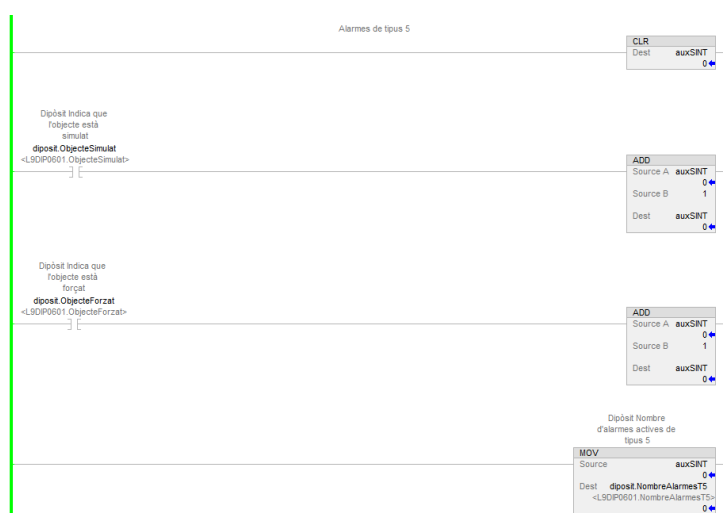 Alarmes de tipus 5
CLR
Dest auxSINT
0
Dipòsit Indica que
l'objecte està
simulat
diposit.ObjecteSimulat
<L9DIP0601.ObjecteSimulat>
ADD
Source A auxSINT
0
Source B 1
Dest auxSINT
0
Dipòsit Indica que
l'objecte està
forçat
diposit.ObjecteForzat
<L9DIP0601.ObjecteForzat>
ADD
Source A auxSINT
0
Source B 1
Dest auxSINT
0
Dipòsit Nombre
d'alarmes actives de
tipus 5
MOV
Source auxSINT
0
Dest diposit.NombreAlarmesT5
<L9DIP0601.NombreAlarmesT5>
0